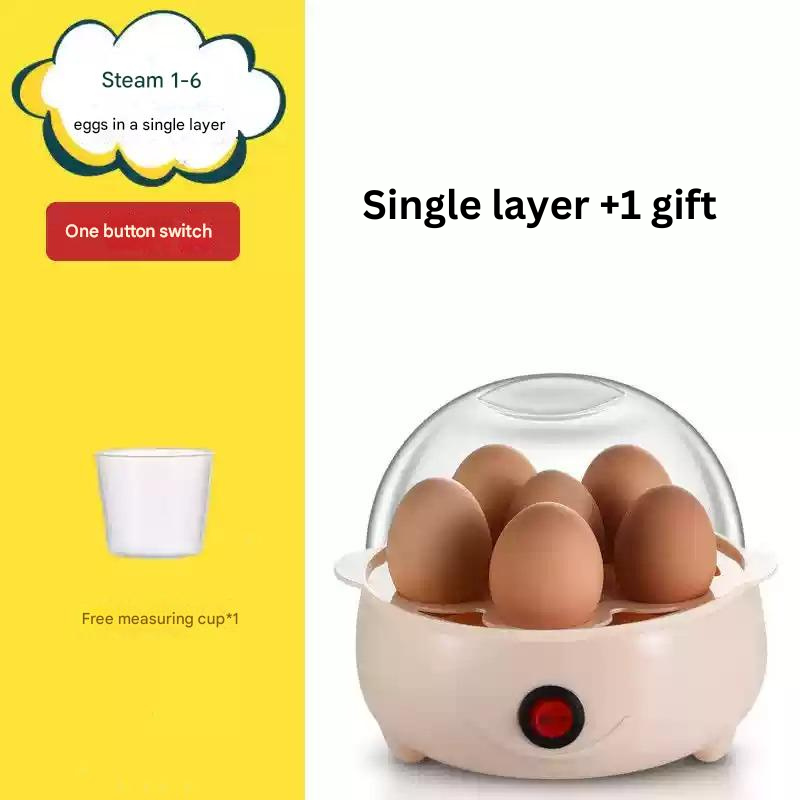 Steam 1-6
eggs in a single layer
One button switch
Single layer +1 gift
Free measuring cup*1